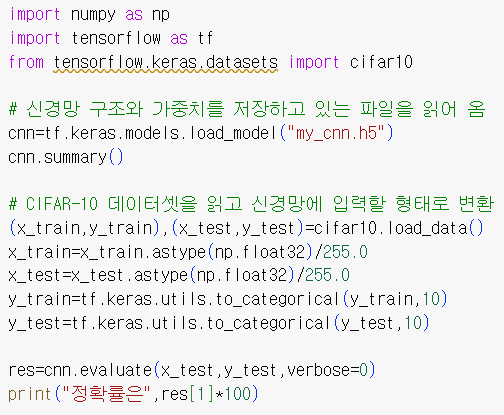 import numpy as np
import tensorflow as tf
from tensorflow.keras.datasets import cifar10
# 신경망 구조와 가중치를 저장하고 있는 파일을 읽어 옴
cnn=tf.keras.models.load_model("my_cnn.h5")
cnn.summary()
# CIFAR-10 데이터셋을 읽고 신경망에 입력할 형태로 변환
(x_train,y_train),(x_test,y_test)=cifar10.load_data()
x_train=x_train.astype(np.float32)/255.0
x_test=x_test.astype(np.float32)/255.0
y_train=tf.keras.utils.to_categorical(y_train,10)
y_test=tf.keras.utils.to_categorical(y_test,10)
res=cnn.evaluate(x_test,y_test,verbose=0)
print("정확률은",res[1]*100)